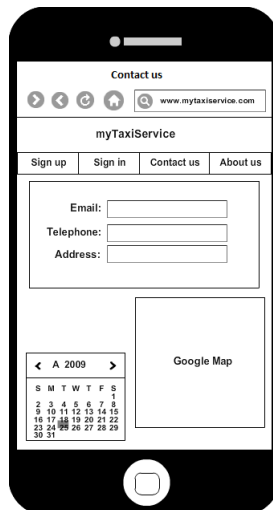 Contact us
www.mytaxiservice.com
myTaxiService
Sign up Sign in Contact us About us
Email:
Telephone:
Address:
Google Map
A 2009
S M T W T F S
1
2 3 4 5 6 7 8
9 10 11 12 13 14 15
16 17 18 19 20 21 22
23 24 25 26 27 28 29
30 31